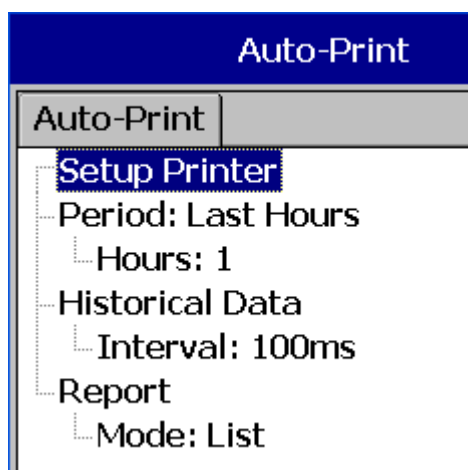 Auto-Print
Auto-Print
Setup Printer
Period: Last Hours
Hours: 1
Historical Data
Interval: 100ms
Report
Mode: List